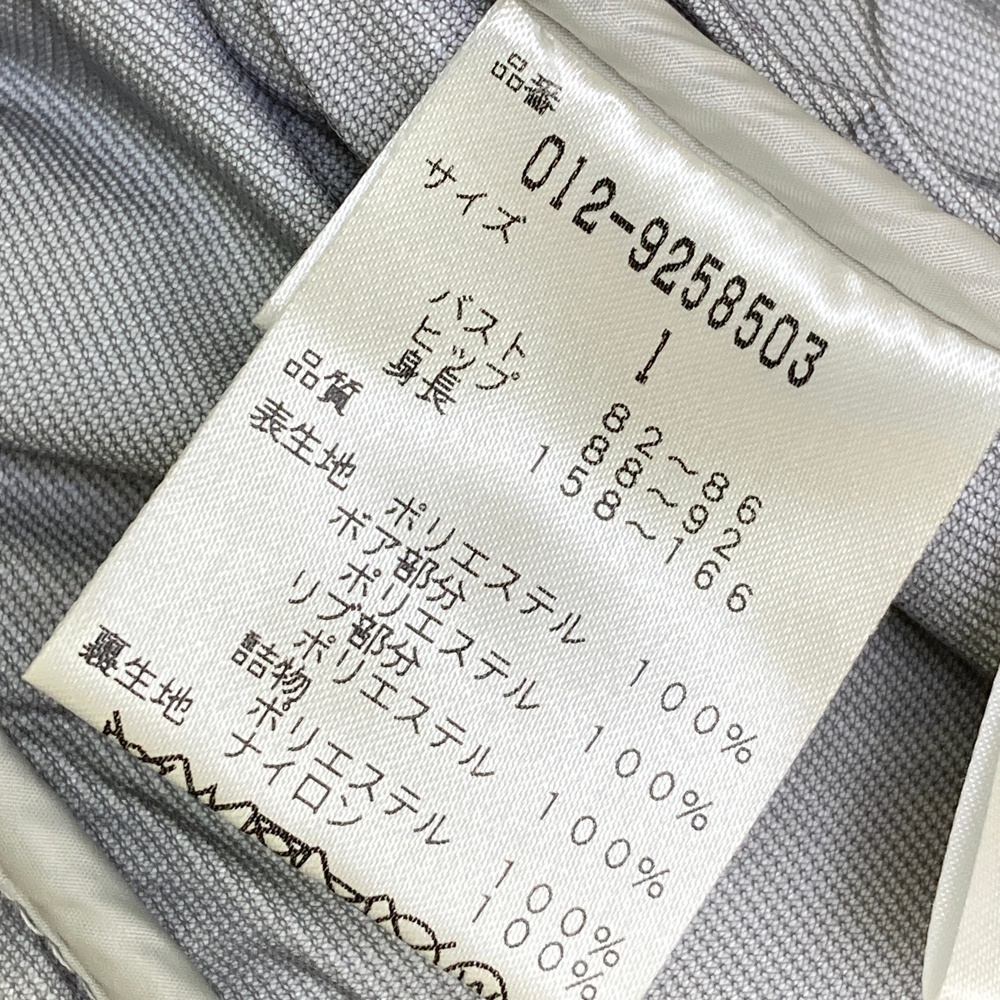 品番
012-9258503
サイズ 1
バスト 82～86
ヒップ 88～92
身長 158～166
品質
表生地
ポリエステル 100%
ボア部分
ポリエステル 100%
リブ部分
ポリエステル 100%
詰物
ポリエステル 100%
裏生地 ナイロン 100%